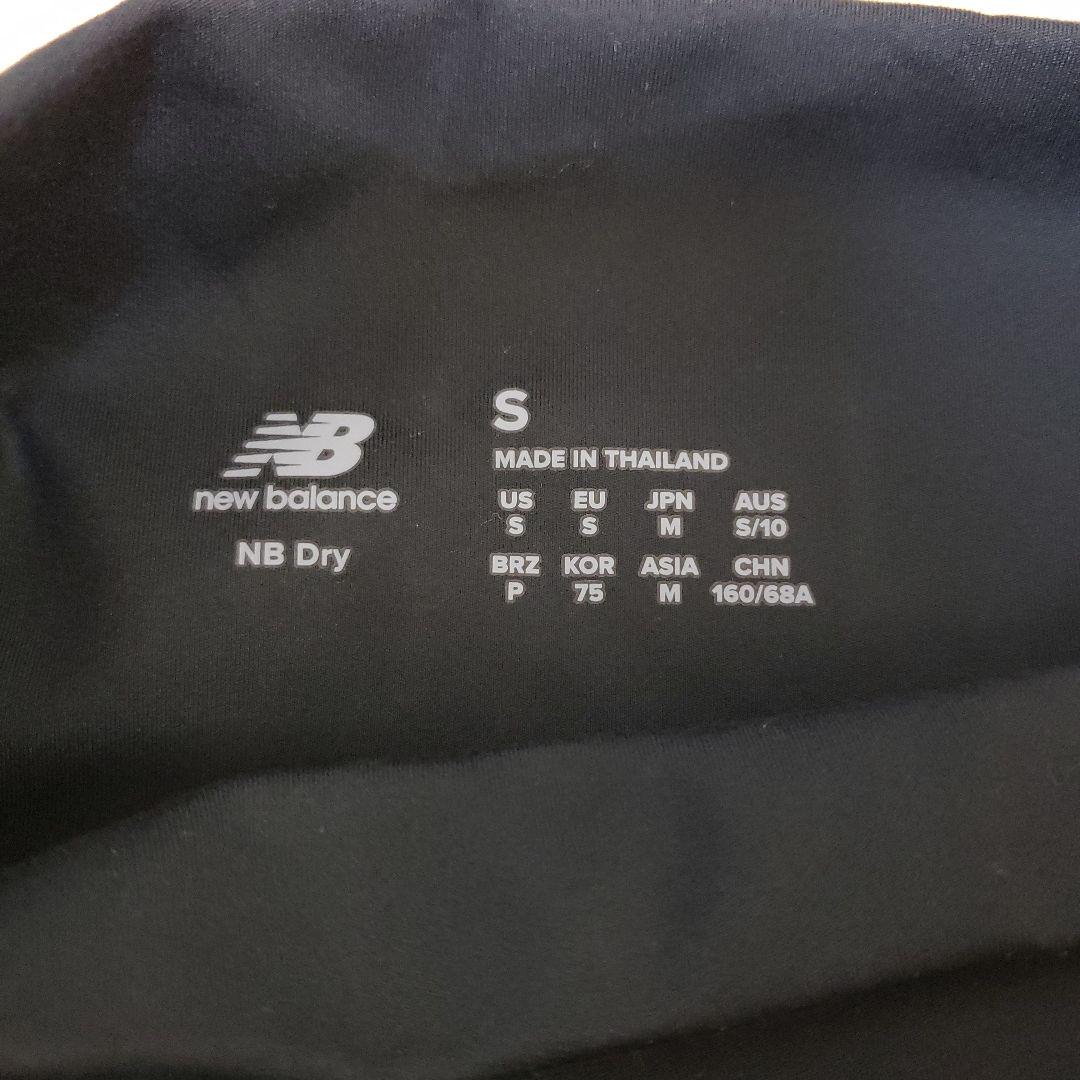 NB
new balance
NB Dry
S
MADE IN THAILAND
US EU JPN AUS
S S M S/10
BRZ KOR ASIA CHN
P 75 M 160/68A